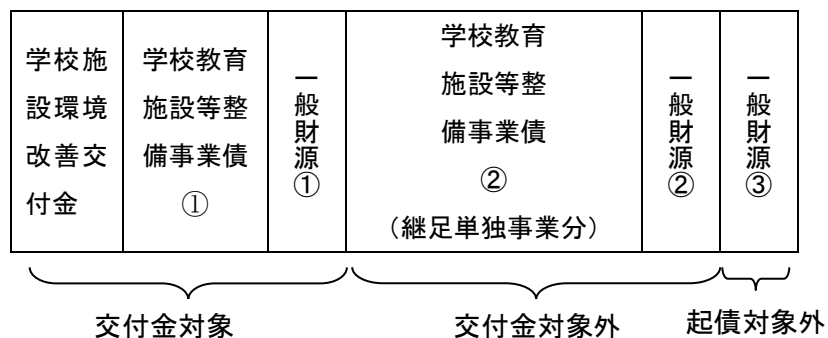 学校施
設環境
改善交
付金
学校教育
施設等整
備事業債
①
一般財源①
学校教育
施設等整
備事業債
②
（継足単独事業分）
一般財源②
一般財源③
交付金対象
交付金対象外
起債対象外